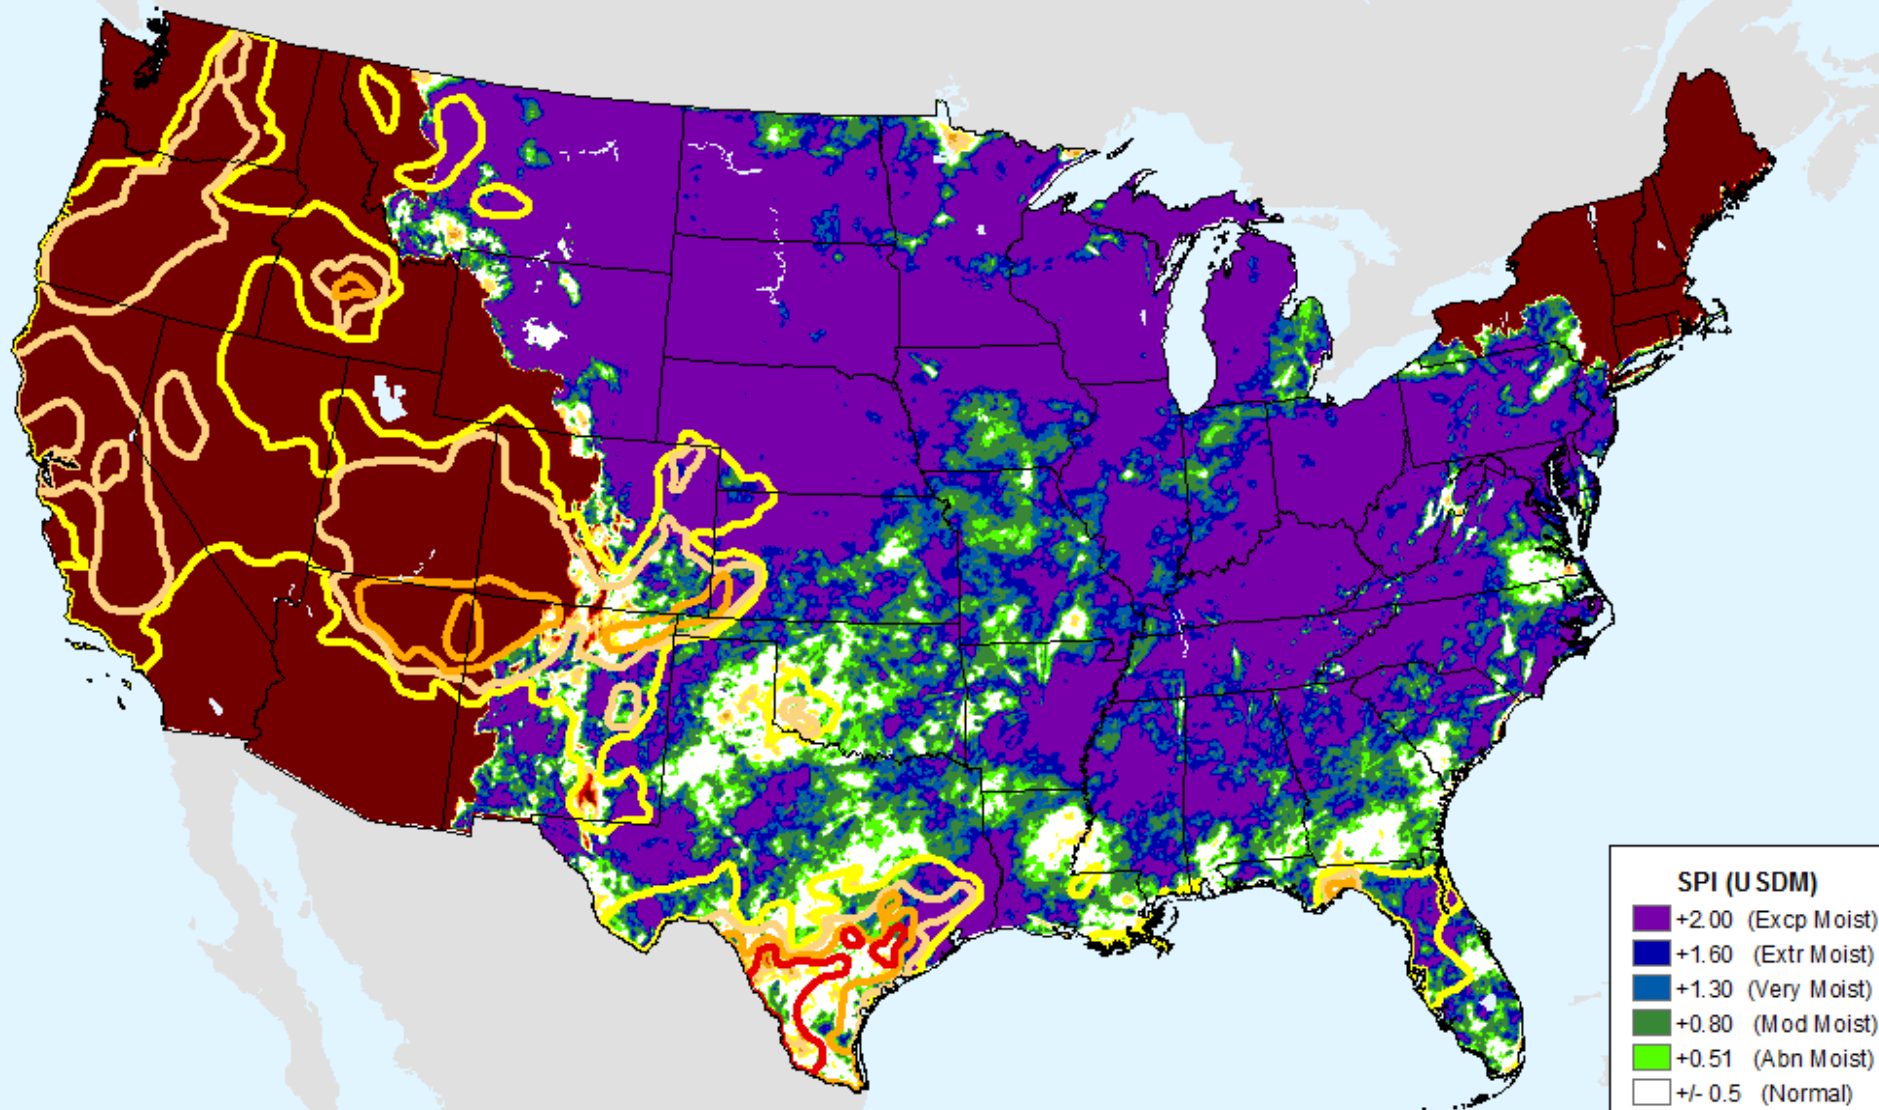 SPI (USDM)
+2.00 (Excp Moist)
+1.60 (Extr Moist)
+1.30 (Very Moist)
+0.80 (Mod Moist)
+0.51 (Abn Moist)
+/- 0.5 (Normal)